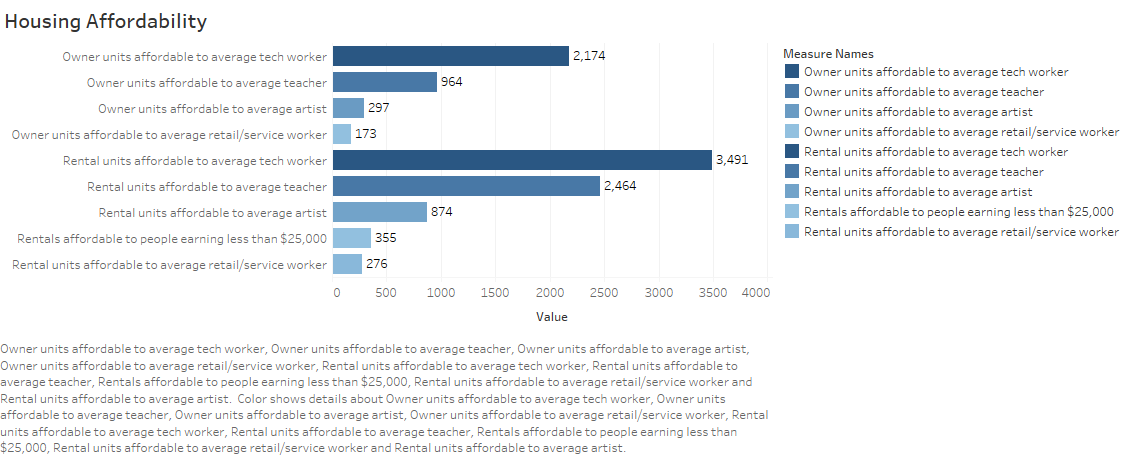 Housing Affordability
Owner units affordable to average tech worker 2,174
Owner units affordable to average teacher 964
Owner units affordable to average artist 297
Owner units affordable to average retail/service worker 173
Rental units affordable to average tech worker 3,491
Rental units affordable to average teacher 2,464
Rental units affordable to average artist 874
Rentals affordable to people earning less than $25,000 355
Rental units affordable to average retail/service worker 276
0 500 1000 1500 2000 2500 3000 3500 4000
Value
Measure Names
Owner units affordable to average tech worker
Owner units affordable to average teacher
Owner units affordable to average artist
Owner units affordable to average retail/service worker
Rental units affordable to average tech worker
Rental units affordable to average teacher
Rental units affordable to average artist
Rentals affordable to people earning less than $25,000
Rental units affordable to average retail/service worker
Owner units affordable to average tech worker, Owner units affordable to average teacher, Owner units affordable to average artist,
Owner units affordable to average retail/service worker, Rental units affordable to average tech worker, Rental units affordable to
average teacher, Rentals affordable to people earning less than $25,000, Rental units affordable to average retail/service worker and
Rental units affordable to average artist. Color shows details about Owner units affordable to average tech worker, Owner units
affordable to average teacher, Owner units affordable to average artist, Owner units affordable to average retail/service worker, Rental
units affordable to average tech worker, Rental units affordable to average teacher, Rentals affordable to people earning less than
$25,000, Rental units affordable to average retail/service worker and Rental units affordable to average artist.